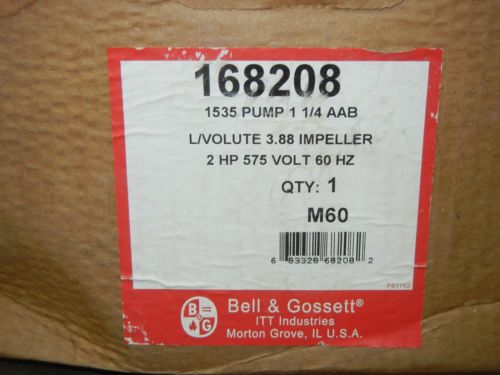 168208
1535 PUMP 1 1/4 AAB
L/VOLUTE 3.88 IMPELLER
2 HP 575 VOLT 60 HZ
QTY: 1
M60
6 83328 68208 2
P81762
B&G
Bell & Gossett®
ITT Industries
Morton Grove, IL U.S.A.